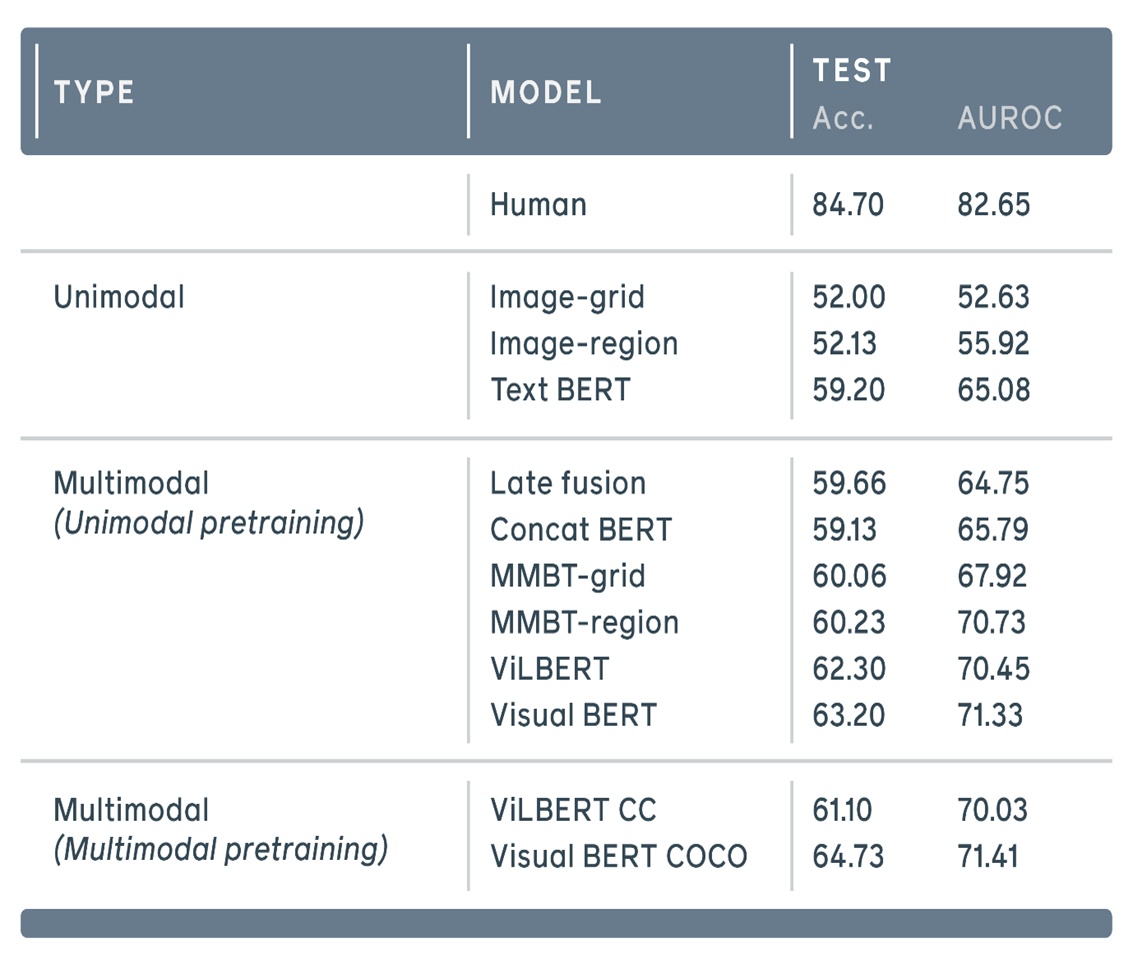 TYPE MODEL TEST
Acc. AUROC
Human 84.70 82.65
Unimodal Image-grid 52.00 52.63
Image-region 52.13 55.92
Text BERT 59.20 65.08
Multimodal Late fusion 59.66 64.75
(Unimodal pretraining) Concat BERT 59.13 65.79
MMBT-grid 60.06 67.92
MMBT-region 60.23 70.73
ViLBERT 62.30 70.45
Visual BERT 63.20 71.33
Multimodal ViLBERT CC 61.10 70.03
(Multimodal pretraining) Visual BERT COCO 64.73 71.41